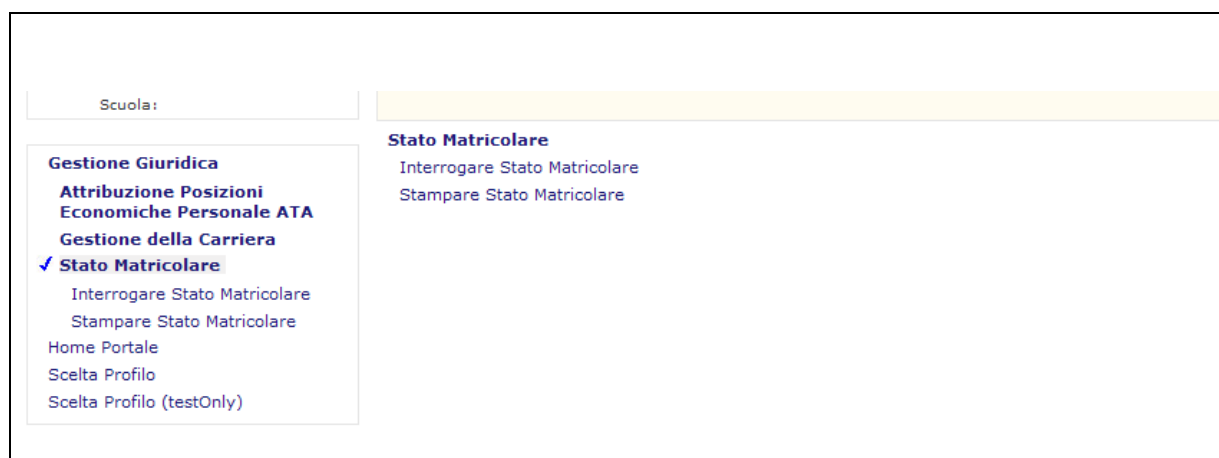 Scuola:
Gestione Giuridica
Attribuzione Posizioni
Economiche Personale ATA
Gestione della Carriera
Stato Matricolare
Interrogare Stato Matricolare
Stampare Stato Matricolare
Home Portale
Scelta Profilo
Scelta Profilo (testOnly)
Stato Matricolare
Interrogare Stato Matricolare
Stampare Stato Matricolare